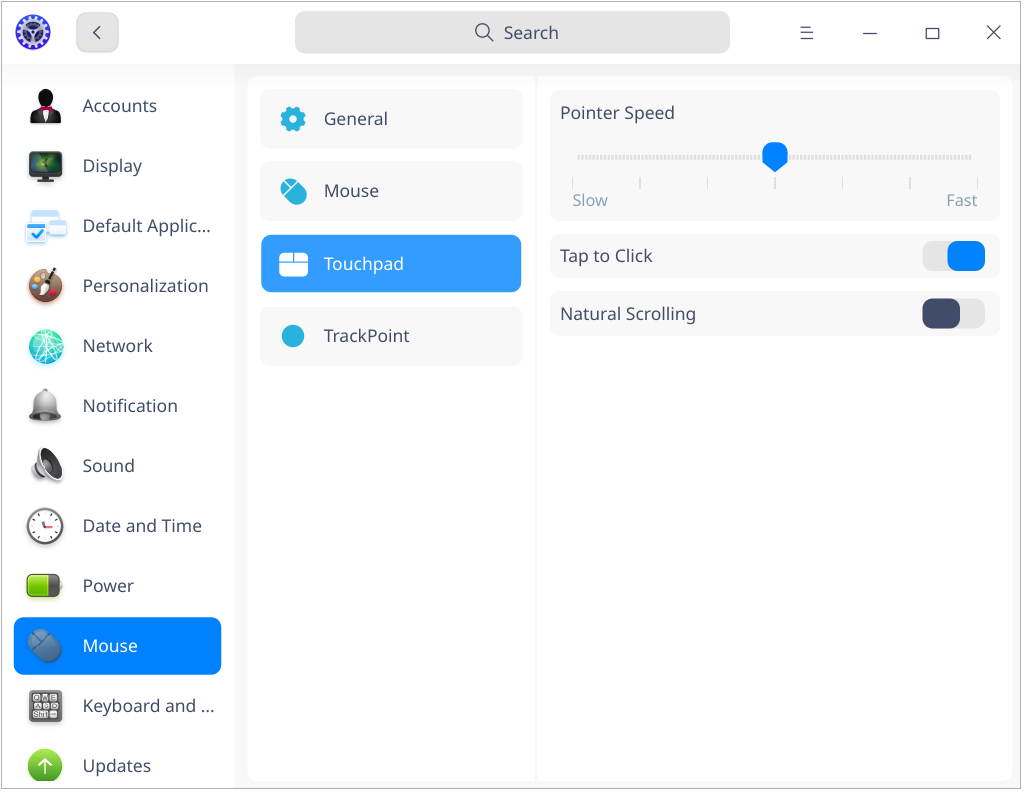 Search
Accounts
Display
Default Applic...
Personalization
Network
Notification
Sound
Date and Time
Power
Mouse
Keyboard and ...
Updates
General
Mouse
Touchpad
TrackPoint
Pointer Speed
Slow Fast
Tap to Click
Natural Scrolling